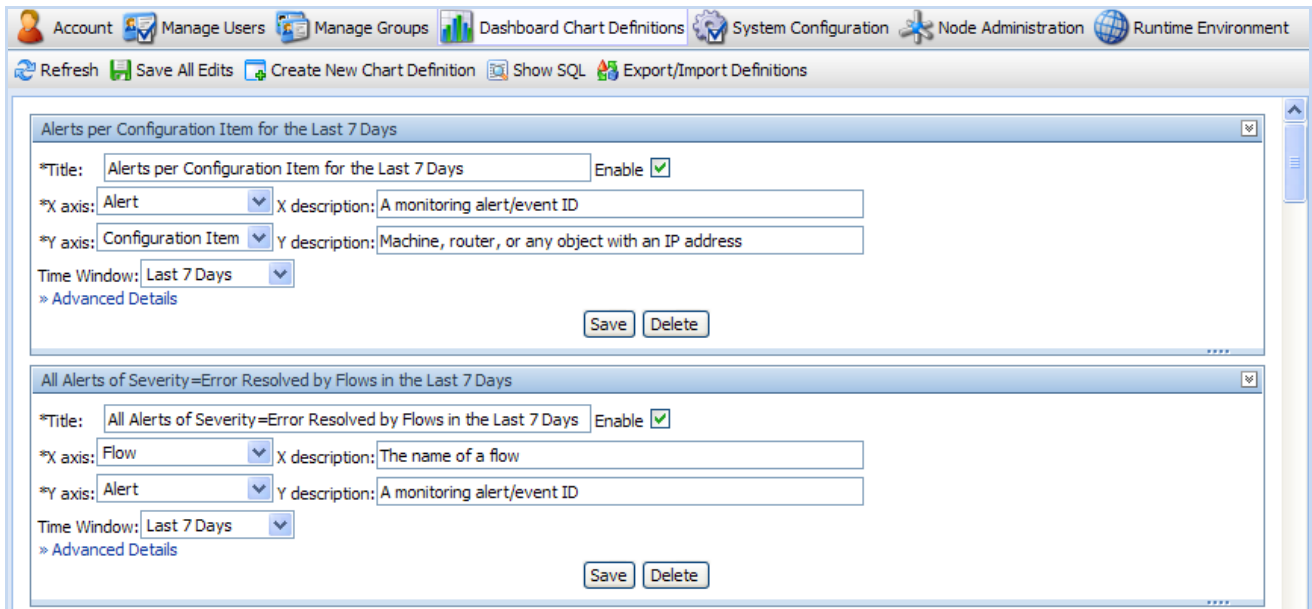 Account Manage Users Manage Groups Dashboard Chart Definitions System Configuration Node Administration Runtime Environment
Refresh Save All Edits Create New Chart Definition Show SQL Export/Import Definitions
Alerts per Configuration Item for the Last 7 Days
*Title: Alerts per Configuration Item for the Last 7 Days Enable
*X axis: Alert X description: A monitoring alert/event ID
*Y axis: Configuration Item Y description: Machine, router, or any object with an IP address
Time Window: Last 7 Days
» Advanced Details
Save Delete
All Alerts of Severity=Error Resolved by Flows in the Last 7 Days
*Title: All Alerts of Severity=Error Resolved by Flows in the Last 7 Days Enable
*X axis: Flow X description: The name of a flow
*Y axis: Alert Y description: A monitoring alert/event ID
Time Window: Last 7 Days
» Advanced Details
Save Delete